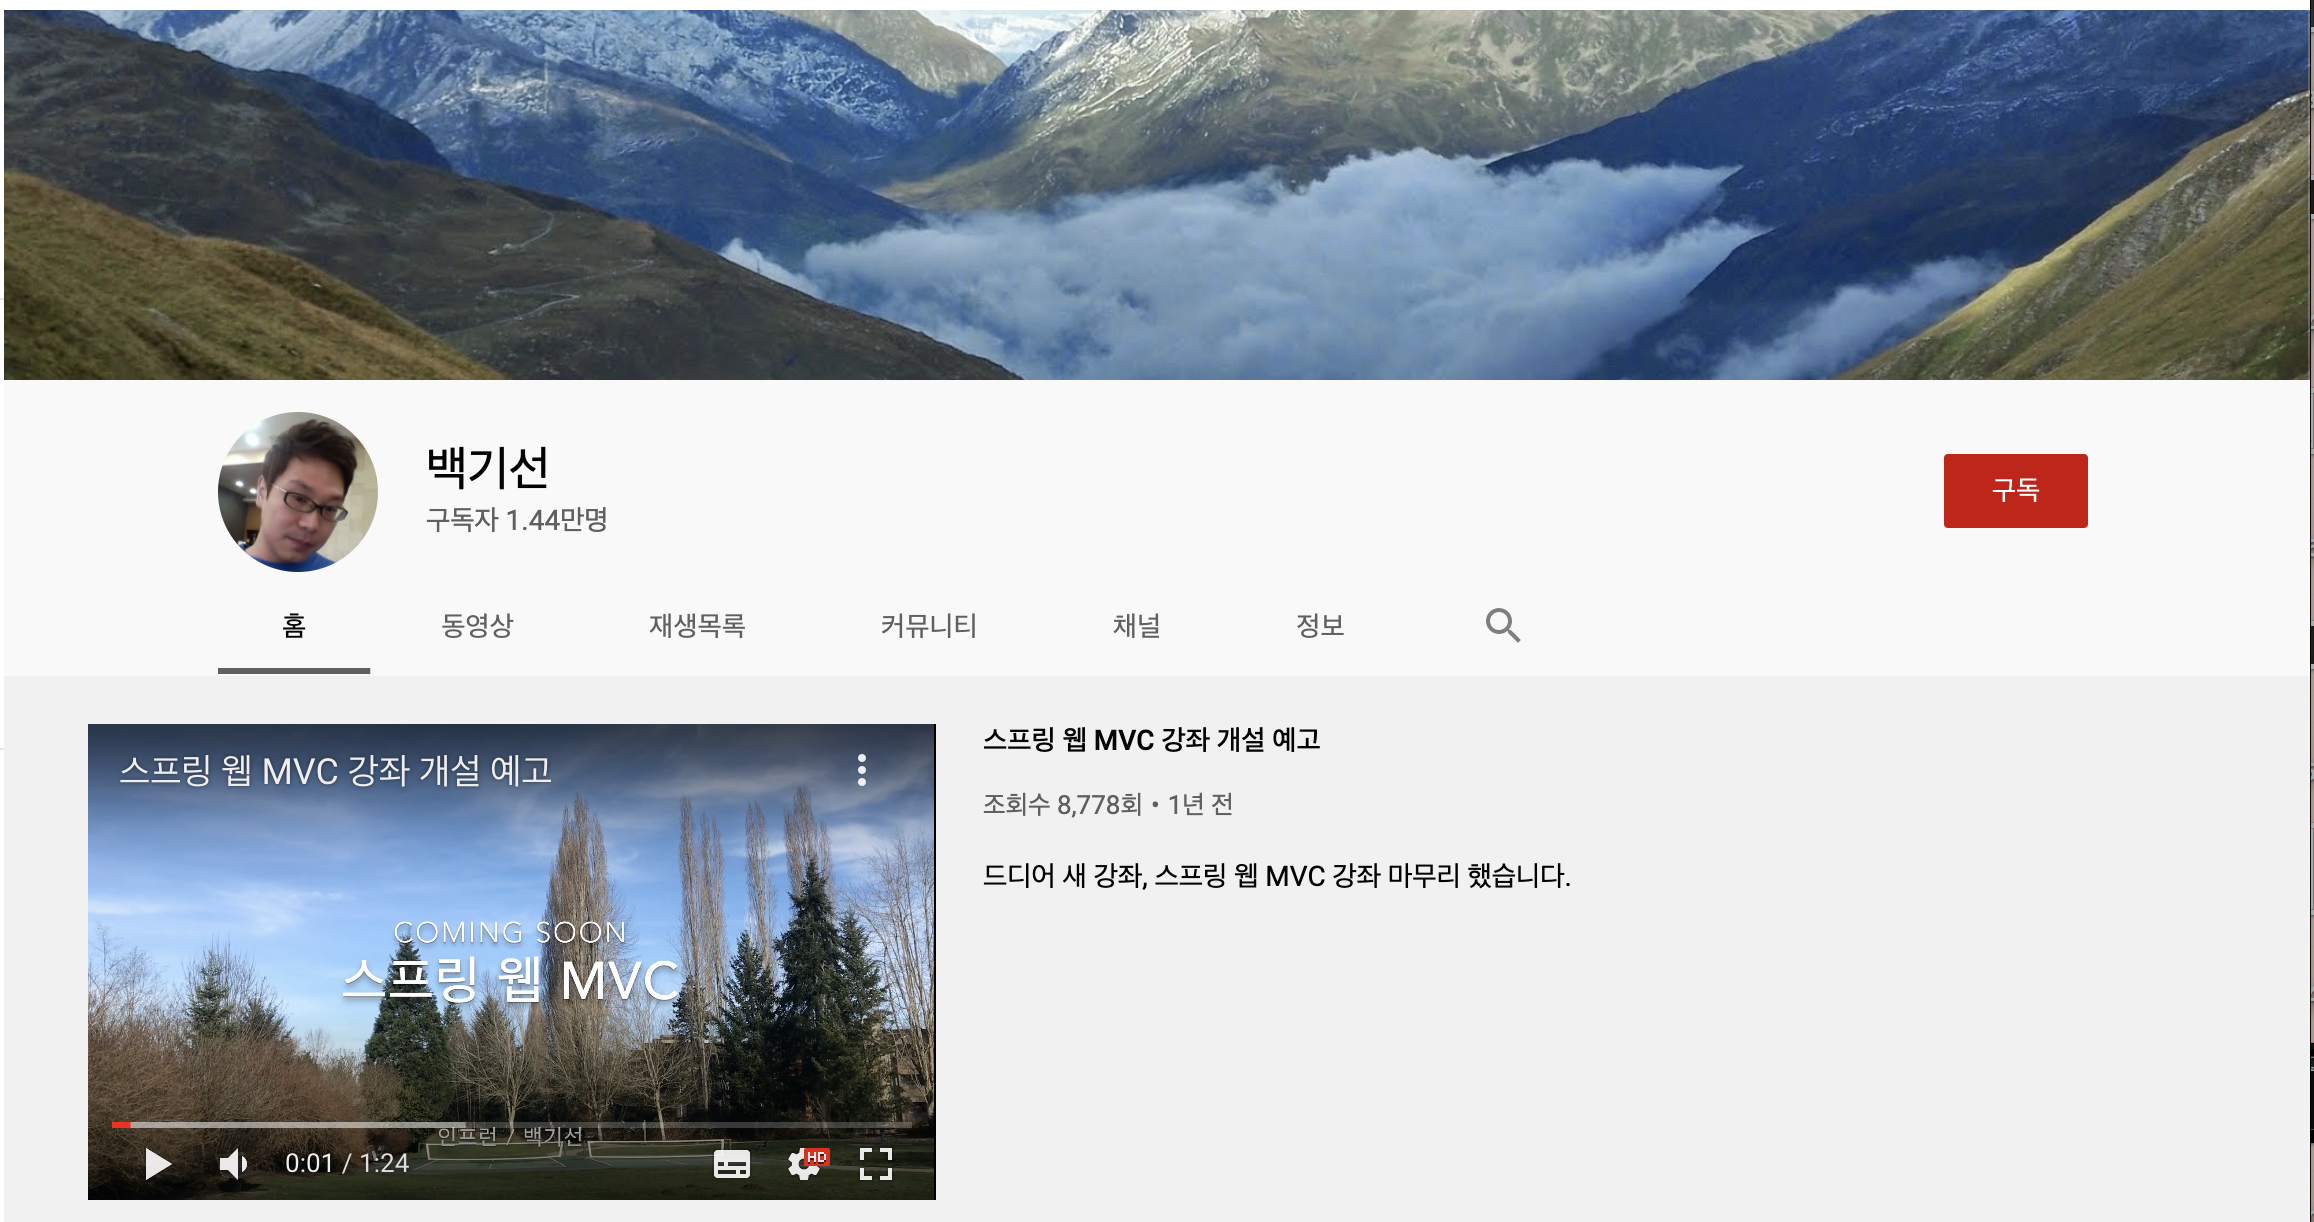 백기선
구독자 1.44만명
구독
홈
동영상
재생목록
커뮤니티
채널
정보
스프링 웹 MVC 강좌 개설 예고
COMING SOON
스프링 웹 MVC
인프런 / 백기선
0:01 / 1:24
HD
스프링 웹 MVC 강좌 개설 예고
조회수 8,778회 • 1년 전
드디어 새 강좌, 스프링 웹 MVC 강좌 마무리 했습니다.